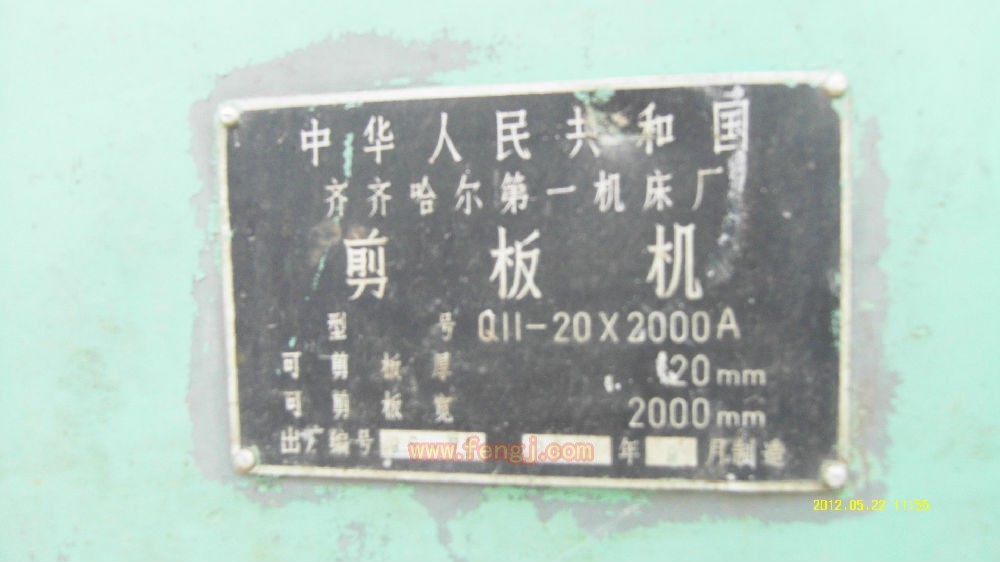 中华人民共和国
齐齐哈尔第一机床厂
剪板机
型号 Q11-20X2000A
可剪板厚 20mm
可剪板宽 2000mm
出厂编号 年 月制造
www.fengj.com
2012.05.22